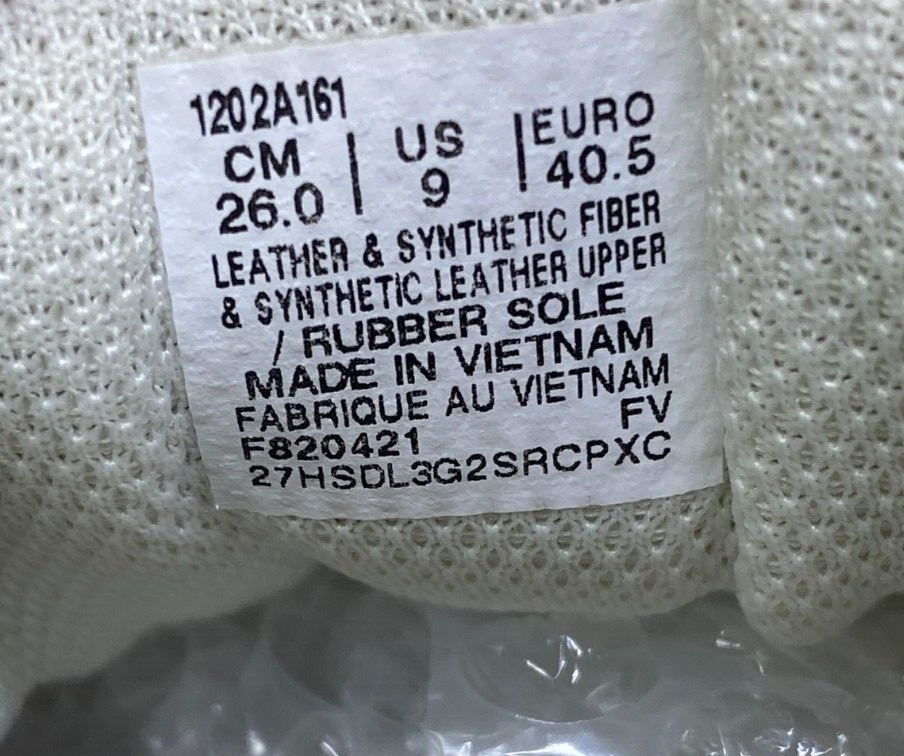 1202A161
CM | US | EURO
26.0 | 9 | 40.5
LEATHER & SYNTHETIC FIBER
& SYNTHETIC LEATHER UPPER
/ RUBBER SOLE
MADE IN VIETNAM
FABRIQUE AU VIETNAM
F820421 FV
27HSDL3G2SRCPXC